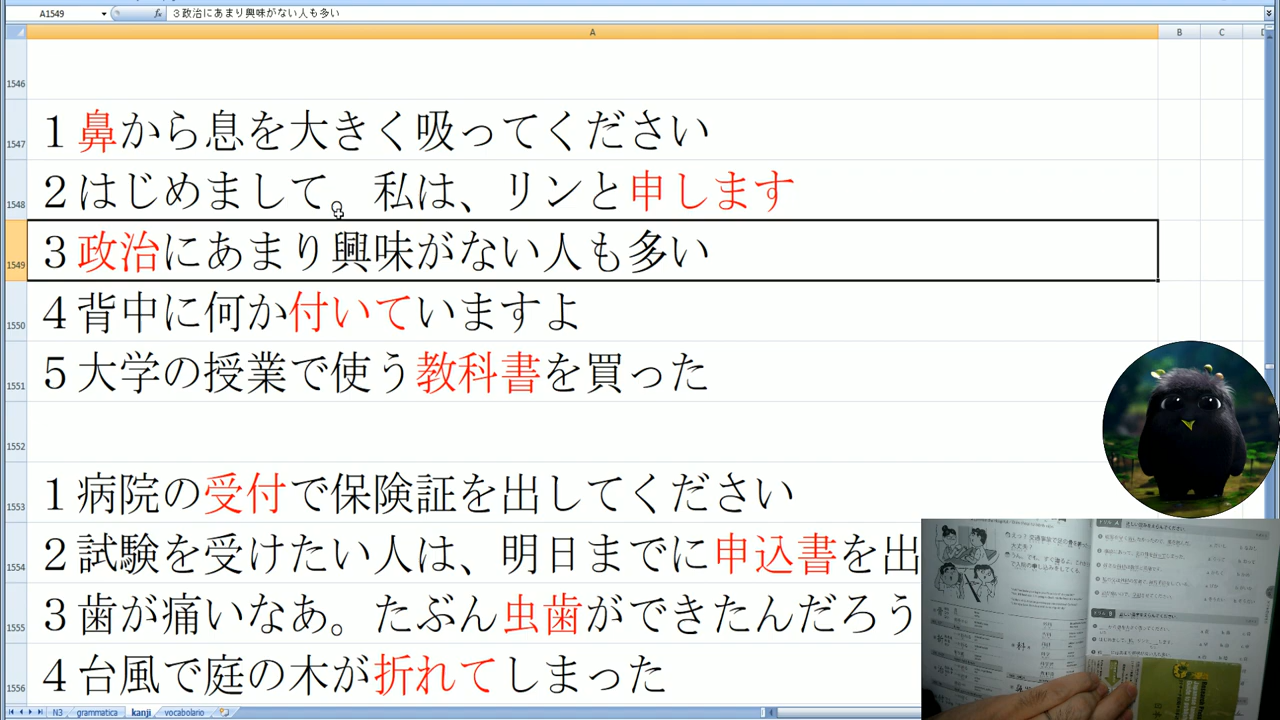 A1549 fx ３政治にあまり興味がない人も多い
A B C
1546
1547 １鼻から息を大きく吸ってください
1548 ２はじめまして。私は、リンと申します
1549 ３政治にあまり興味がない人も多い
1550 ４背中に何か付いていますよ
1551 ５大学の授業で使う教科書を買った
1552
1553 １病院の受付で保険証を出してください
1554 ２試験を受けたい人は、明日までに申込書を出
1555 ３歯が痛いなあ。たぶん虫歯ができたんだろう
1556 ４台風で庭の木が折れてしまった
N3 grammatica kanji vocabolario